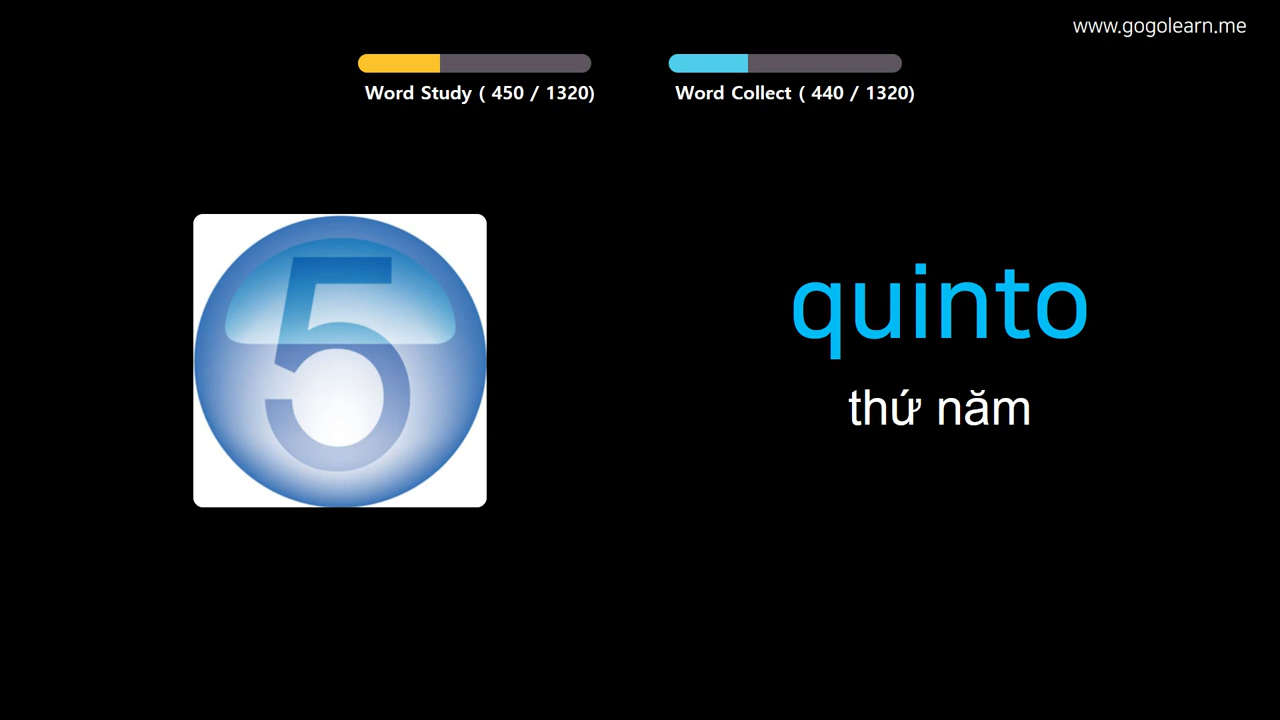 www.gogolearn.me
Word Study ( 450 / 1320)
Word Collect ( 440 / 1320)
5
quinto
thứ năm